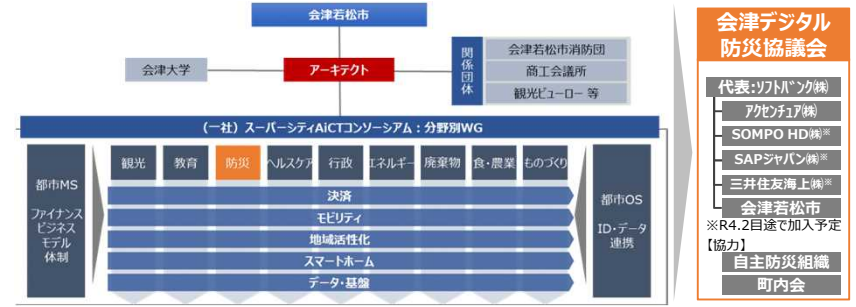 会津若松市
会津大学
アーキテクト
関係団体
会津若松市消防団
商工会議所
観光ビューロー 等
(一社) スーパーシティAiCTコンソーシアム：分野別WG
都市MS
ファイナンス
ビジネス
モデル
体制
観光
教育
防災
ヘルスケア
行政
エネルギー
廃棄物
食・農業
ものづくり
決済
モビリティ
地域活性化
スマートホーム
データ・基盤
都市OS
ID・データ
連携
会津デジタル
防災協議会
代表:ソフトバンク㈱
アクセンチュア㈱
SOMPO HD㈱※
SAPジャパン㈱※
三井住友海上㈱※
会津若松市
※R4.2目途で加入予定
【協力】
自主防災組織
町内会